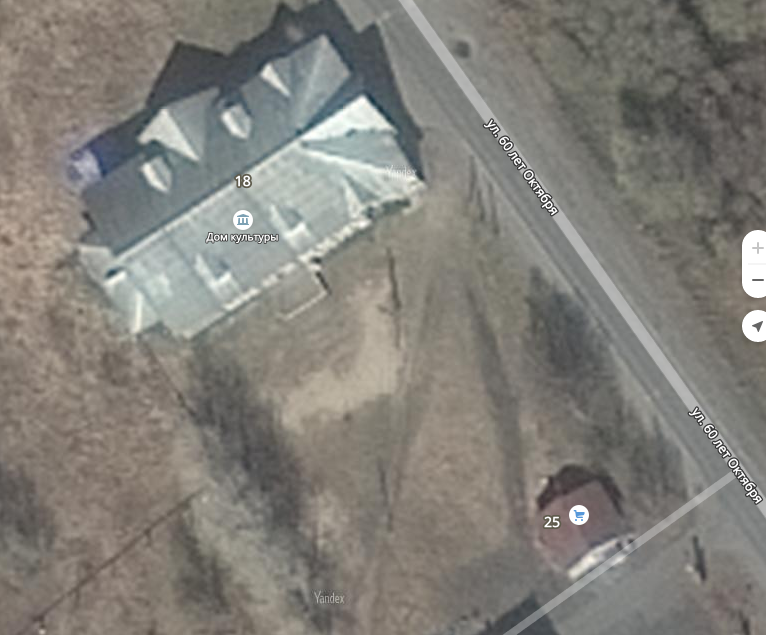 ул. 60 лет Октября
Yandex
18
Дом культуры
ул. 60 лет Октября
25
Yandex